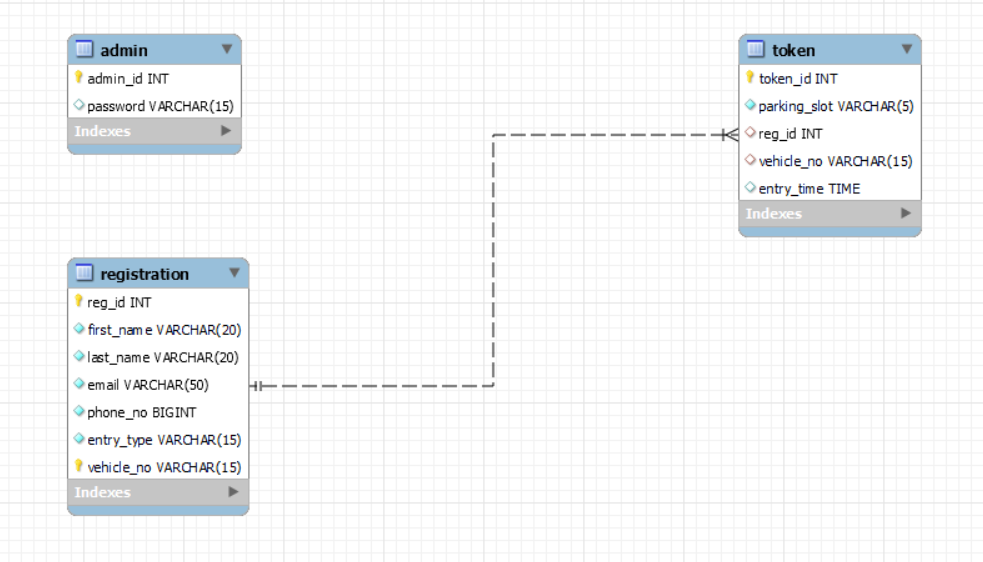 admin
admin_id INT
password VARCHAR(15)
Indexes
token
token_id INT
parking_slot VARCHAR(5)
reg_id INT
vehicle_no VARCHAR(15)
entry_time TIME
Indexes
registration
reg_id INT
first_name VARCHAR(20)
last_name VARCHAR(20)
email VARCHAR(50)
phone_no BIGINT
entry_type VARCHAR(15)
vehicle_no VARCHAR(15)
Indexes